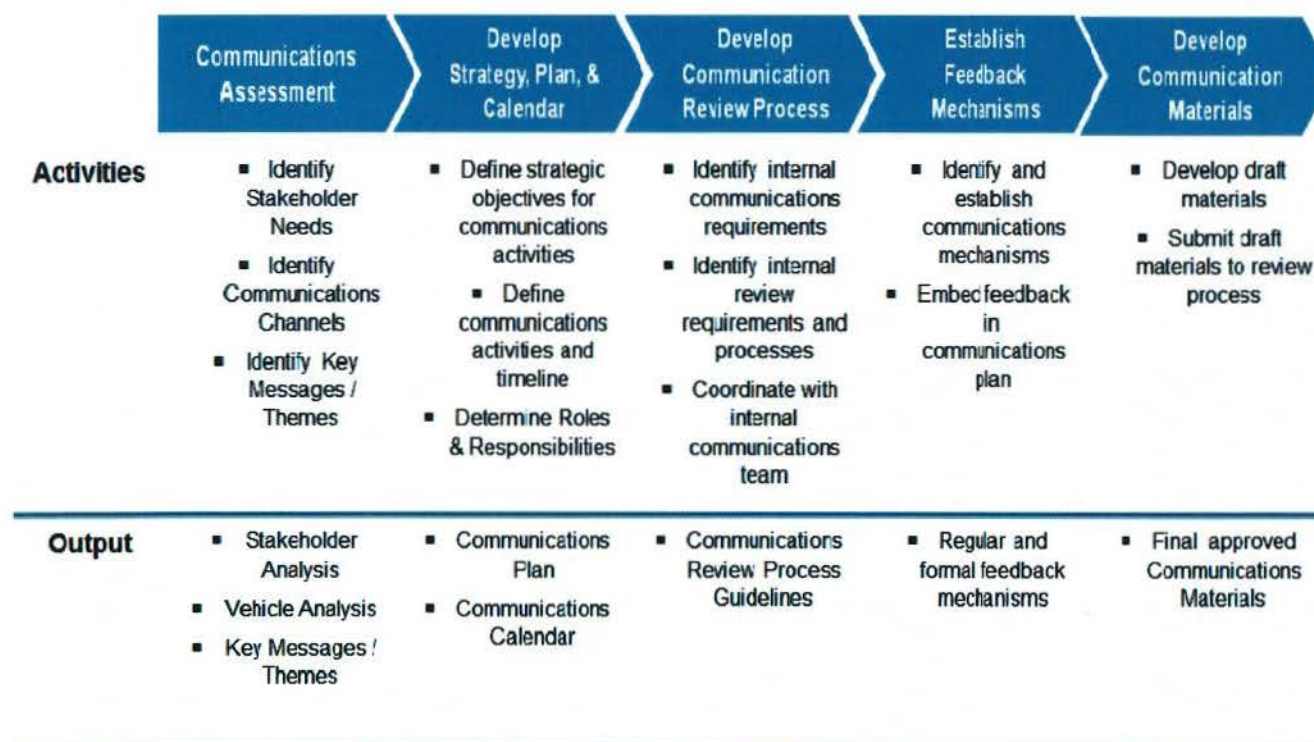 Communications
Assessment
Develop
Strategy, Plan, &
Calendar
Develop
Communication
Review Process
Establish
Feedback
Mechanisms
Develop
Communication
Materials
Activities
▪ Identify
Stakeholder
Needs
▪ Identify
Communications
Channels
▪ Identify Key
Messages /
Themes
▪ Define strategic
objectives for
communications
activities
▪ Define
communications
activities and
timeline
▪ Determine Roles
& Responsibilities
▪ Identify internal
communications
requirements
▪ Identify internal
review
requirements and
processes
▪ Coordinate with
internal
communications
team
▪ Identify and
establish
communications
mechanisms
▪ Embed feedback
in
communications
plan
▪ Develop draft
materials
▪ Submit draft
materials to review
process
Output
▪ Stakeholder
Analysis
▪ Vehicle Analysis
▪ Key Messages /
Themes
▪ Communications
Plan
▪ Communications
Calendar
▪ Communications
Review Process
Guidelines
▪ Regular and
formal feedback
mechanisms
▪ Final approved
Communications
Materials